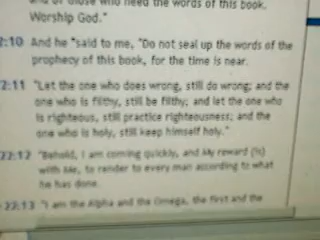 and of those who heed the words of this book.
Worship God."
2:10 And he "said to me, "Do not seal up the words of the
prophecy of this book, for the time is near.
2:11 "Let the one who does wrong, still do wrong; and the
one who is filthy, still be filthy; and let the one who
is righteous, still practice righteousness; and the
one who is holy, still keep himself holy."
22:12 "Behold, I am coming quickly, and My reward (is)
with Me, to render to every man according to what
he has done.
22:13 "I am the Alpha and the Omega, the first and the